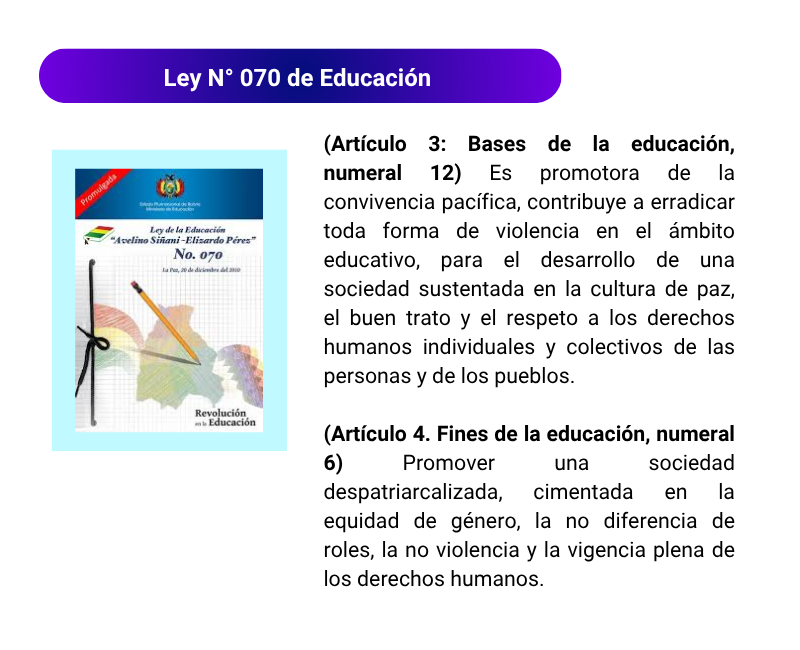 Ley N° 070 de Educación
(Artículo 3: Bases de la educación,
numeral 12) Es promotora de la
convivencia pacífica, contribuye a erradicar
toda forma de violencia en el ámbito
educativo, para el desarrollo de una
sociedad sustentada en la cultura de paz,
el buen trato y el respeto a los derechos
humanos individuales y colectivos de las
personas y de los pueblos.
(Artículo 4. Fines de la educación, numeral
6) Promover una sociedad
despatriarcalizada, cimentada en la
equidad de género, la no diferencia de
roles, la no violencia y la vigencia plena de
los derechos humanos.
Promulgada
Estado Plurinacional de Bolivia
Ministerio de Educación
Ley de la Educación
"Avelino Siñani -Elizardo Pérez"
No. 070
La Paz, 20 de diciembre del 2010
Revolución
en la Educación